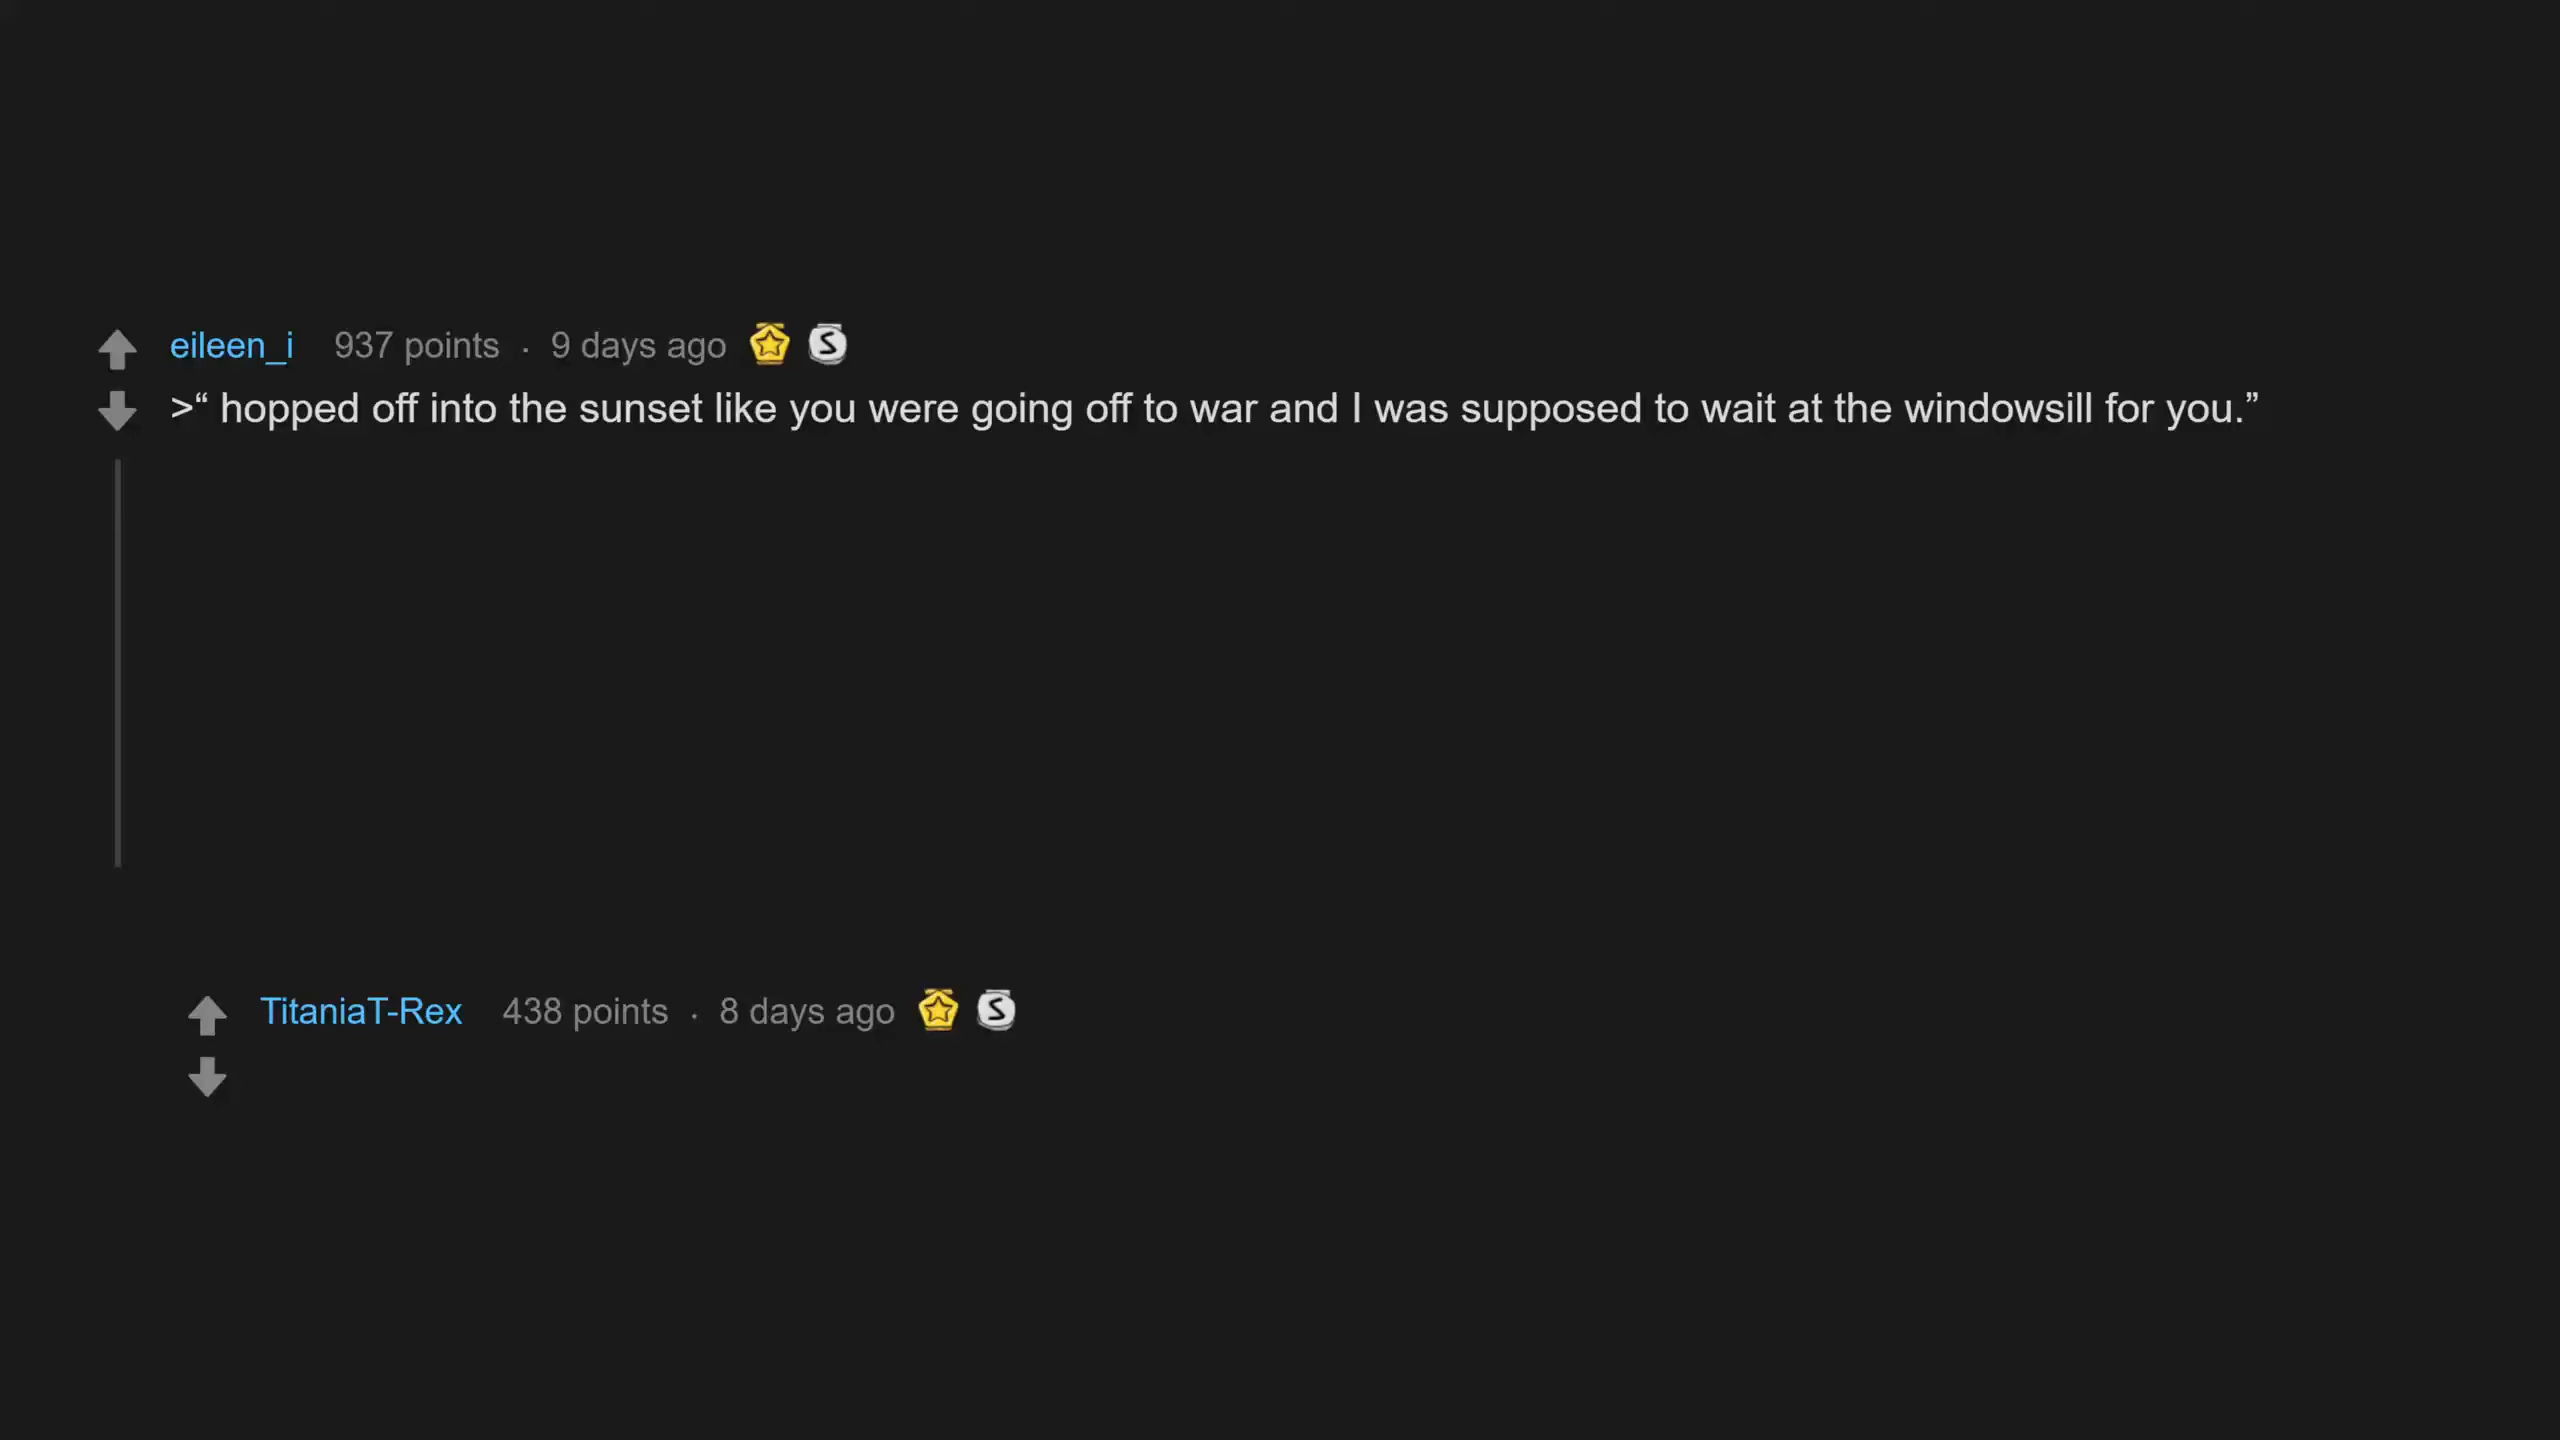 eileen_i 937 points · 9 days ago S
>“ hopped off into the sunset like you were going off to war and I was supposed to wait at the windowsill for you.”
TitaniaT-Rex 438 points · 8 days ago S